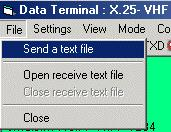 Data Terminal : X.25- VHF
File Settings View Mode Co
Send a text file
Open receive text file
Close receive text file
Close